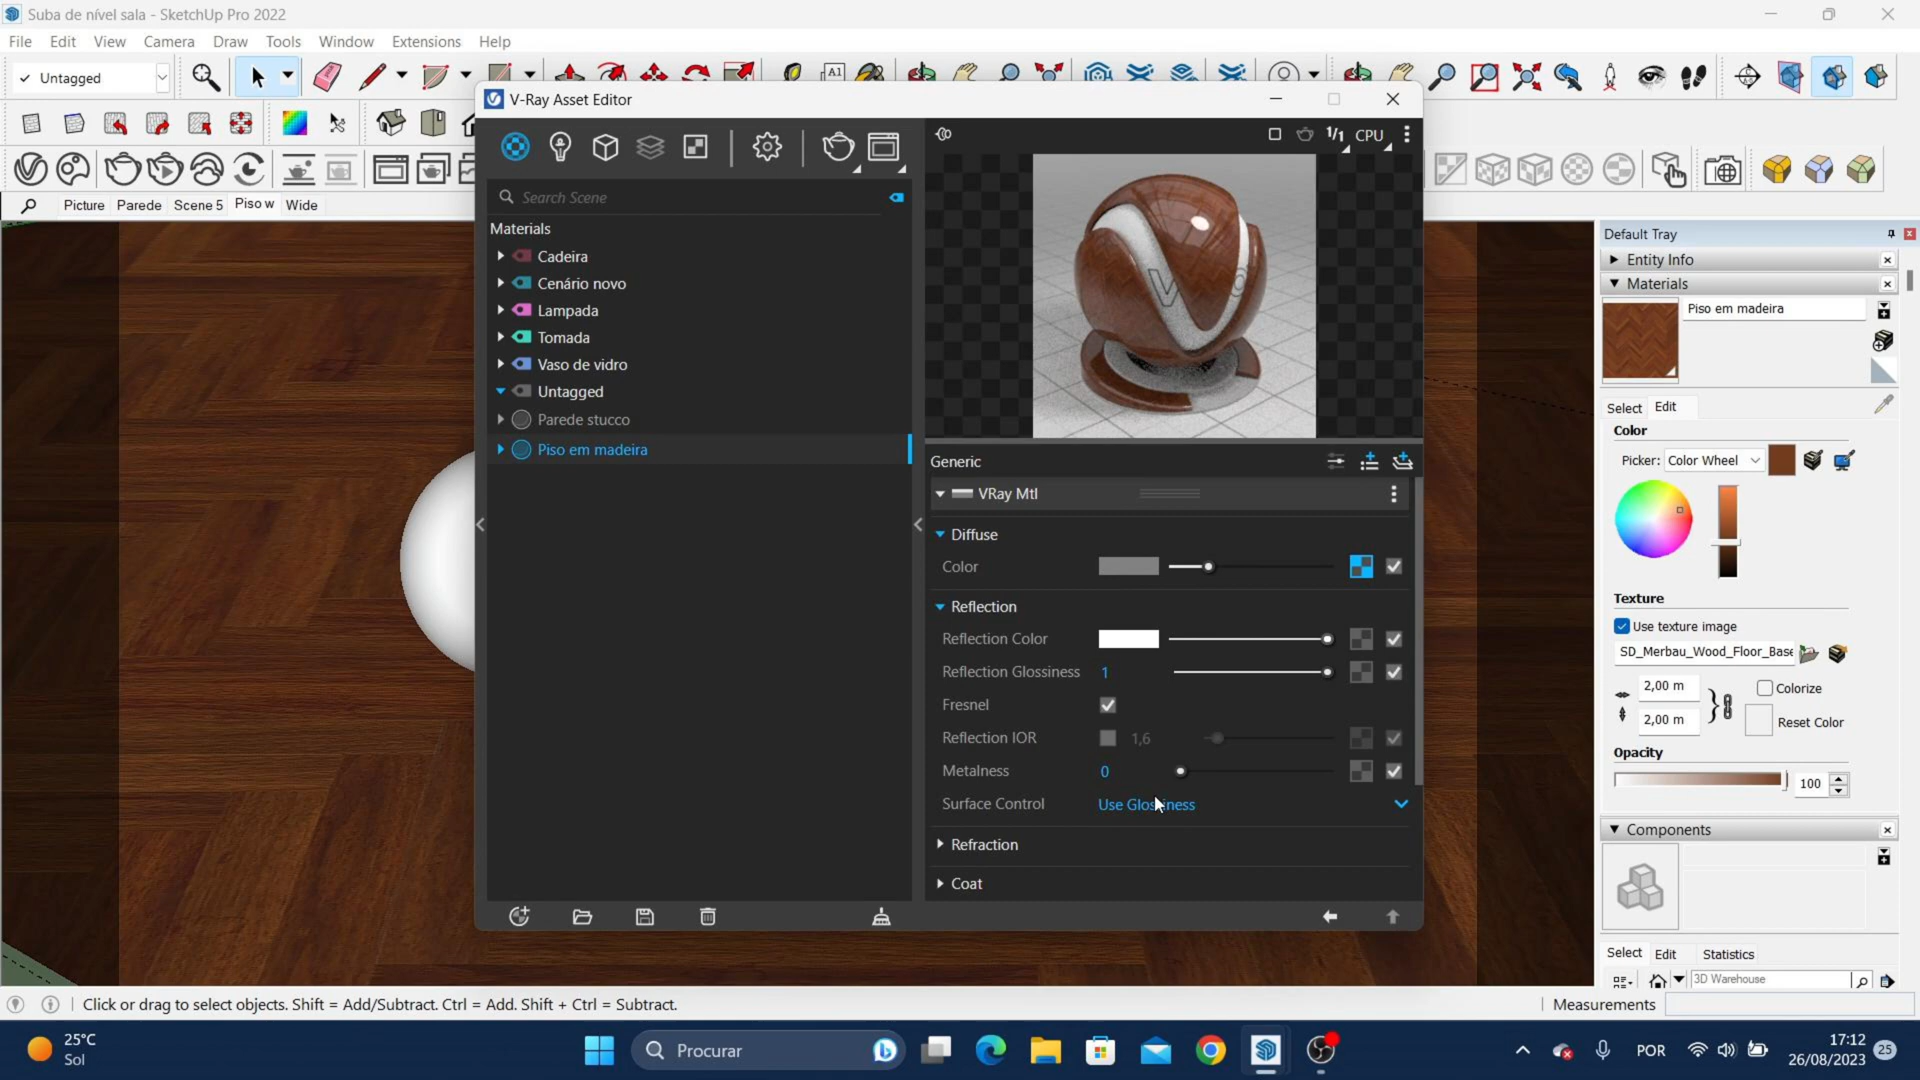 Suba de nível sala - SketchUp Pro 2022
File Edit View Camera Draw Tools Window Extensions Help
Untagged
A1
V-Ray Asset Editor
1/1 CPU
Search Scene
Picture Parede Scene 5 Piso w Wide
Materials
Cadeira
Cenário novo
Lampada
Tomada
Vaso de vidro
Untagged
Parede stucco
Piso em madeira
Generic
VRay Mtl
Diffuse
Color
Reflection
Reflection Color
Reflection Glossiness 1
Fresnel
Reflection IOR 1,6
Metalness 0
Surface Control Use Glossiness
Refraction
Coat
Default Tray
Entity Info
Materials
Piso em madeira
Select Edit
Color
Picker: Color Wheel
Texture
Use texture image
SD_Merbau_Wood_Floor_Base
2,00 m Colorize
2,00 m Reset Color
Opacity
100
Components
Select Edit Statistics
3D Warehouse
Click or drag to select objects. Shift = Add/Subtract. Ctrl = Add. Shift + Ctrl = Subtract.
Measurements
25°C
Sol
Procurar
POR
17:12
26/08/2023
25